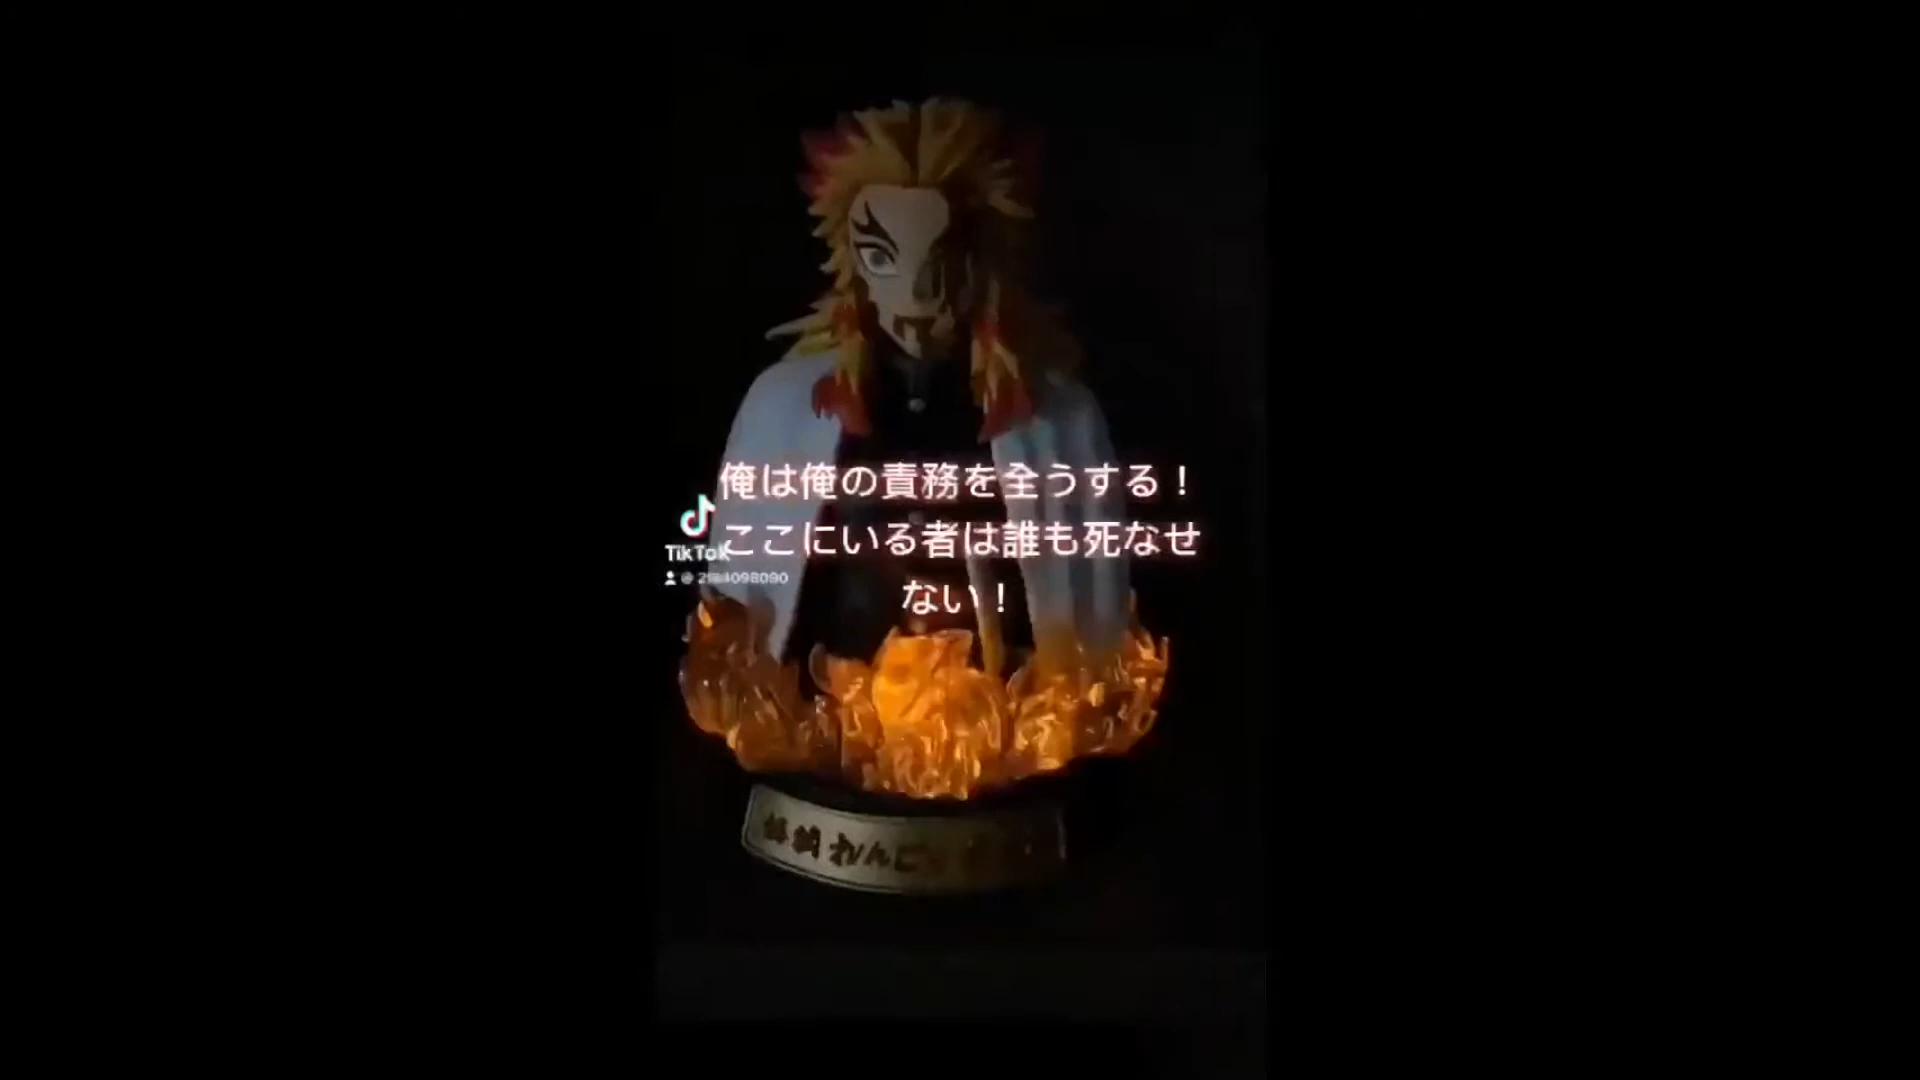 俺は俺の責務を全うする！
ここにいる者は誰も死なせ
ない！
TikTok